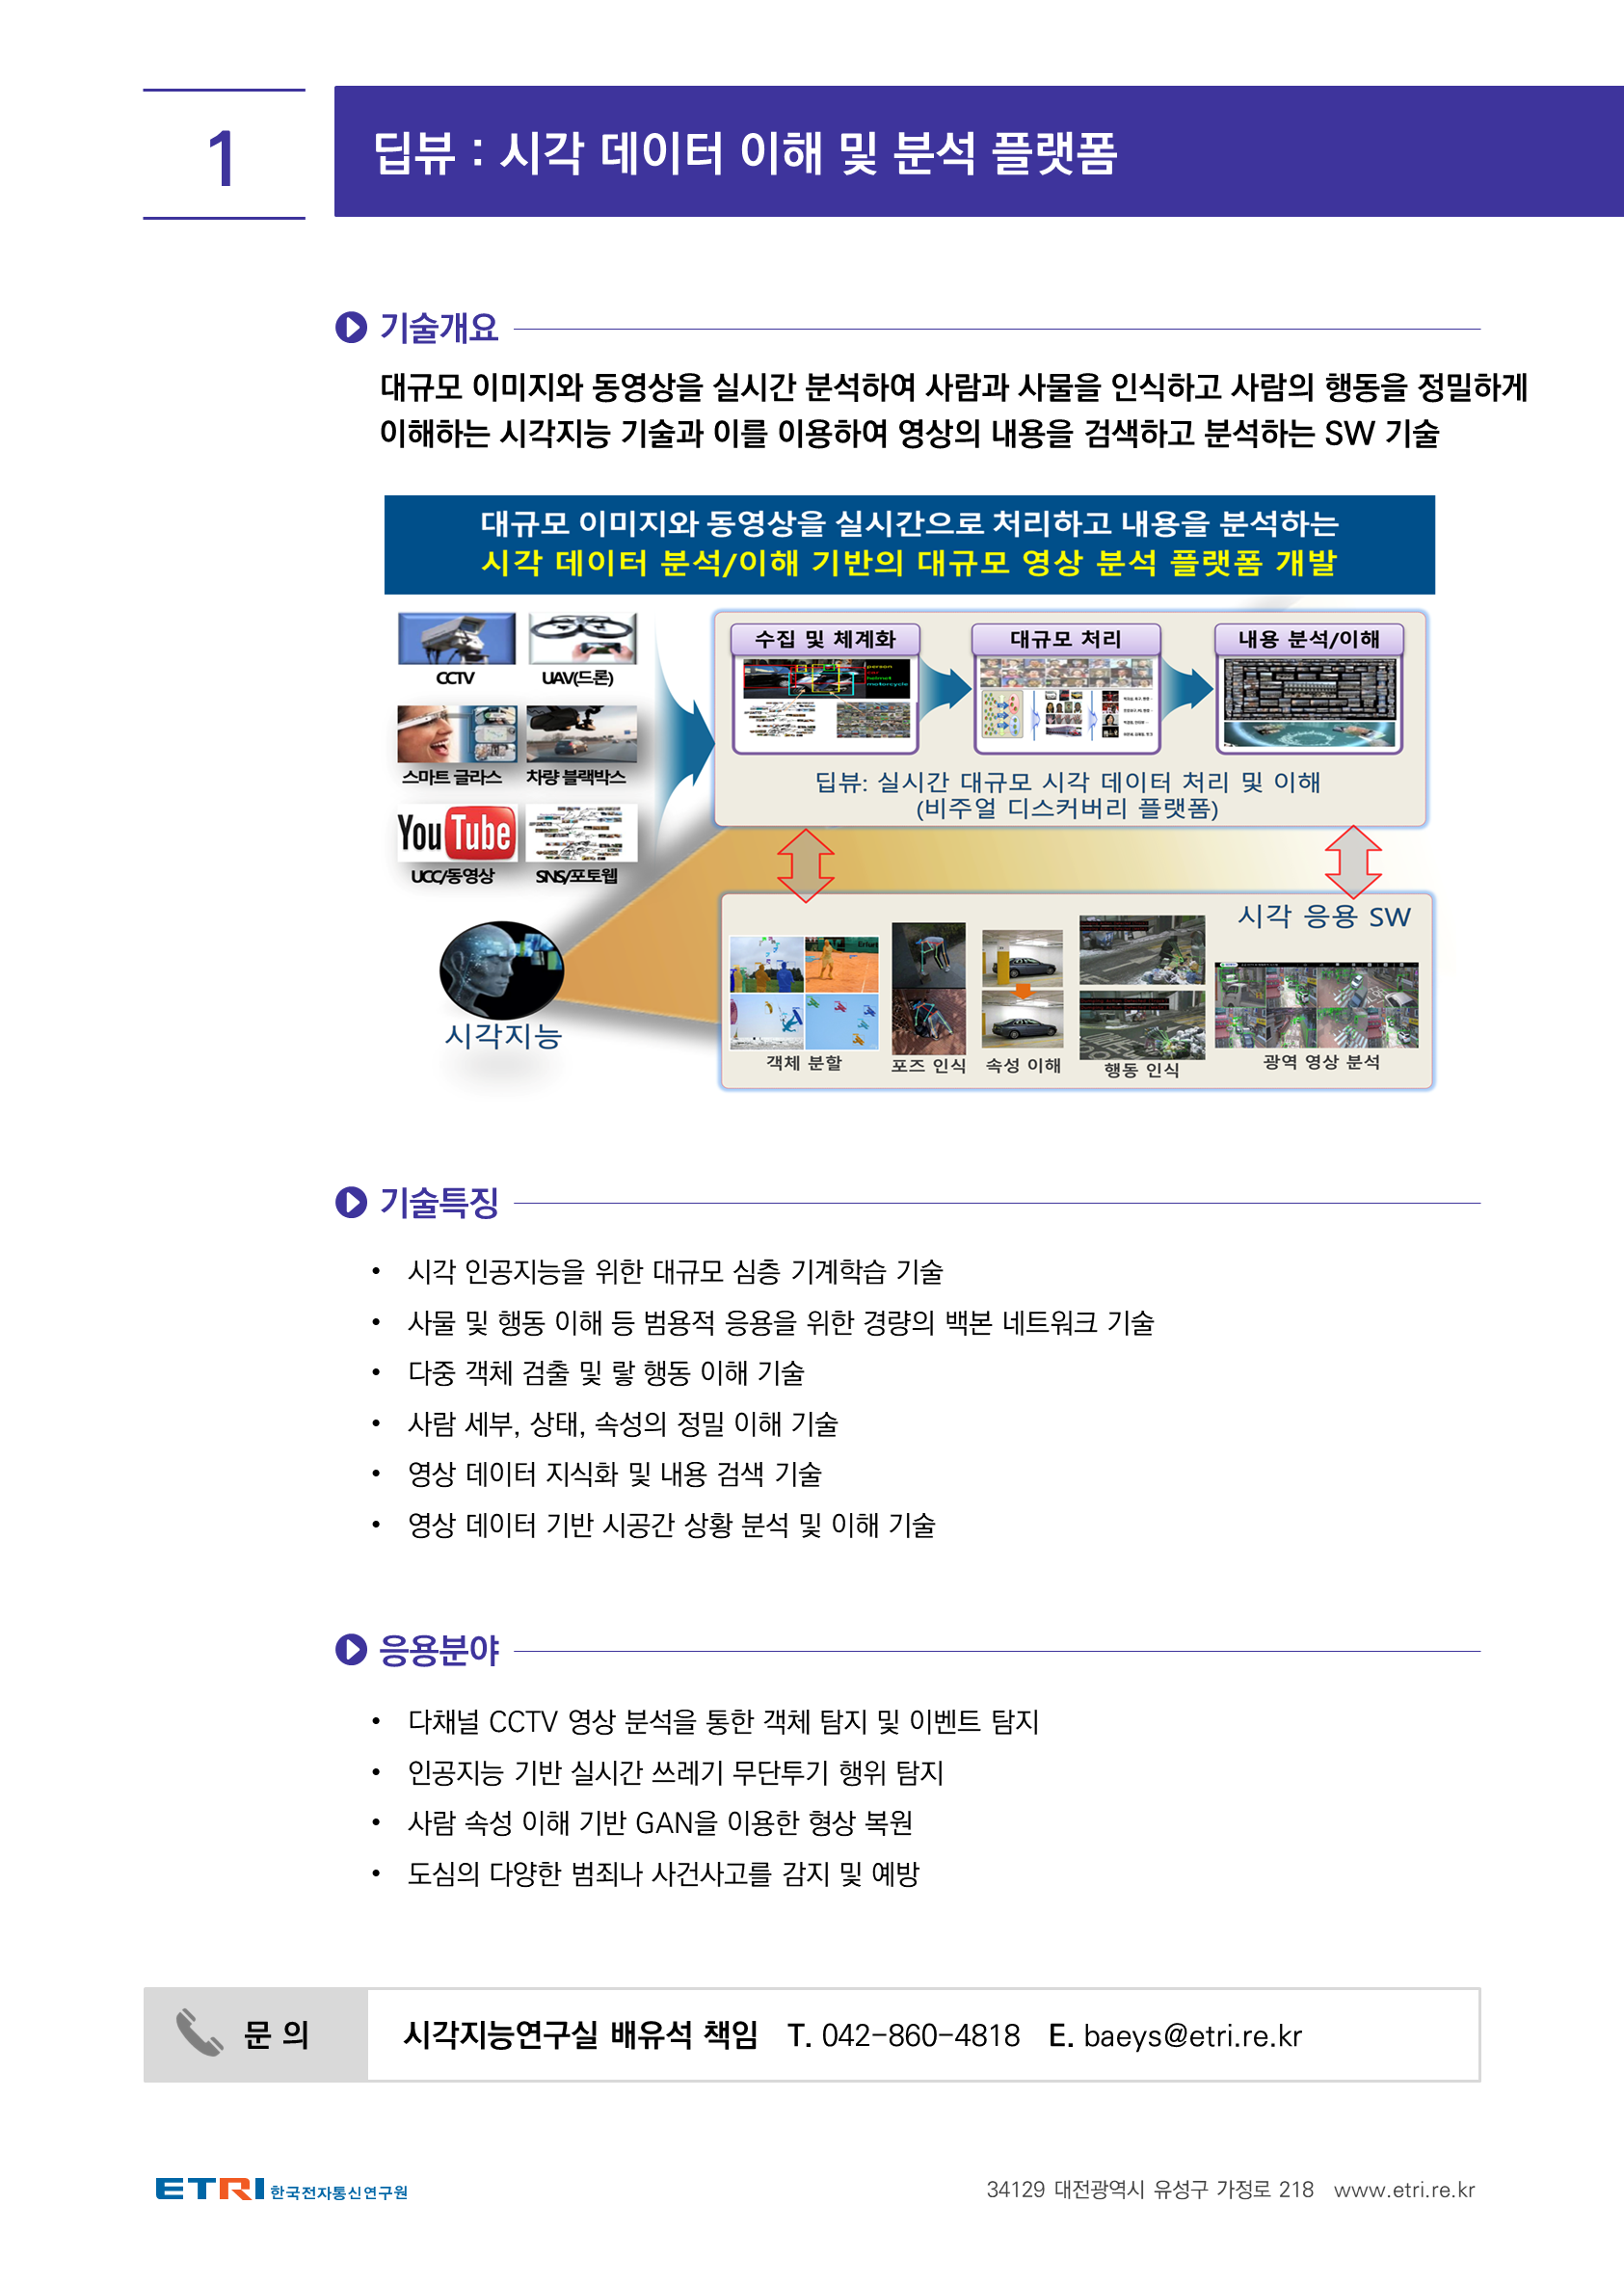 1
딥뷰 : 시각 데이터 이해 및 분석 플랫폼
기술개요
대규모 이미지와 동영상을 실시간 분석하여 사람과 사물을 인식하고 사람의 행동을 정밀하게
이해하는 시각지능 기술과 이를 이용하여 영상의 내용을 검색하고 분석하는 SW 기술
대규모 이미지와 동영상을 실시간으로 처리하고 내용을 분석하는
시각 데이터 분석/이해 기반의 대규모 영상 분석 플랫폼 개발
CCTV
UAV(드론)
스마트 글라스
차량 블랙박스
You Tube
UCC/동영상
SNS/포토웹
시각지능
수집 및 체계화
대규모 처리
내용 분석/이해
person
car
helmet
motorcycle
딥뷰: 실시간 대규모 시각 데이터 처리 및 이해
(비주얼 디스커버리 플랫폼)
시각 응용 SW
객체 분할
포즈 인식
속성 이해
행동 인식
광역 영상 분석
기술특징
• 시각 인공지능을 위한 대규모 심층 기계학습 기술
• 사물 및 행동 이해 등 범용적 응용을 위한 경량의 백본 네트워크 기술
• 다중 객체 검출 및 랗 행동 이해 기술
• 사람 세부, 상태, 속성의 정밀 이해 기술
• 영상 데이터 지식화 및 내용 검색 기술
• 영상 데이터 기반 시공간 상황 분석 및 이해 기술
응용분야
• 다채널 CCTV 영상 분석을 통한 객체 탐지 및 이벤트 탐지
• 인공지능 기반 실시간 쓰레기 무단투기 행위 탐지
• 사람 속성 이해 기반 GAN을 이용한 형상 복원
• 도심의 다양한 범죄나 사건사고를 감지 및 예방
문 의
시각지능연구실 배유석 책임 T. 042-860-4818 E. baeys@etri.re.kr
ETRI 한국전자통신연구원
34129 대전광역시 유성구 가정로 218 www.etri.re.kr